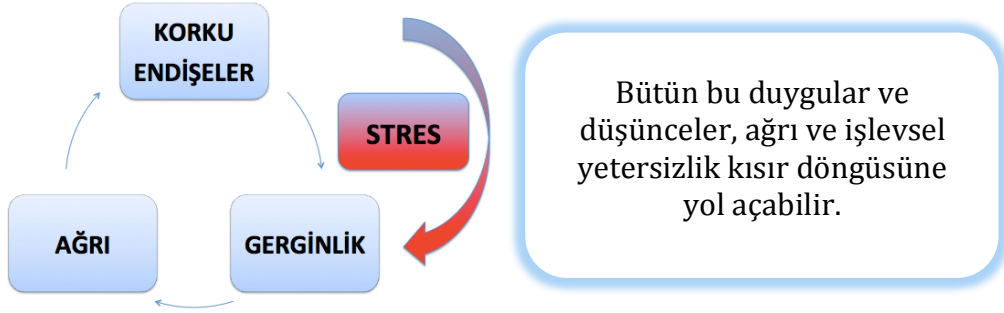 KORKU
ENDİŞELER
STRES
AĞRI
GERGİNLİK
Bütün bu duygular ve
düşünceler, ağrı ve işlevsel
yetersizlik kısır döngüsüne
yol açabilir.